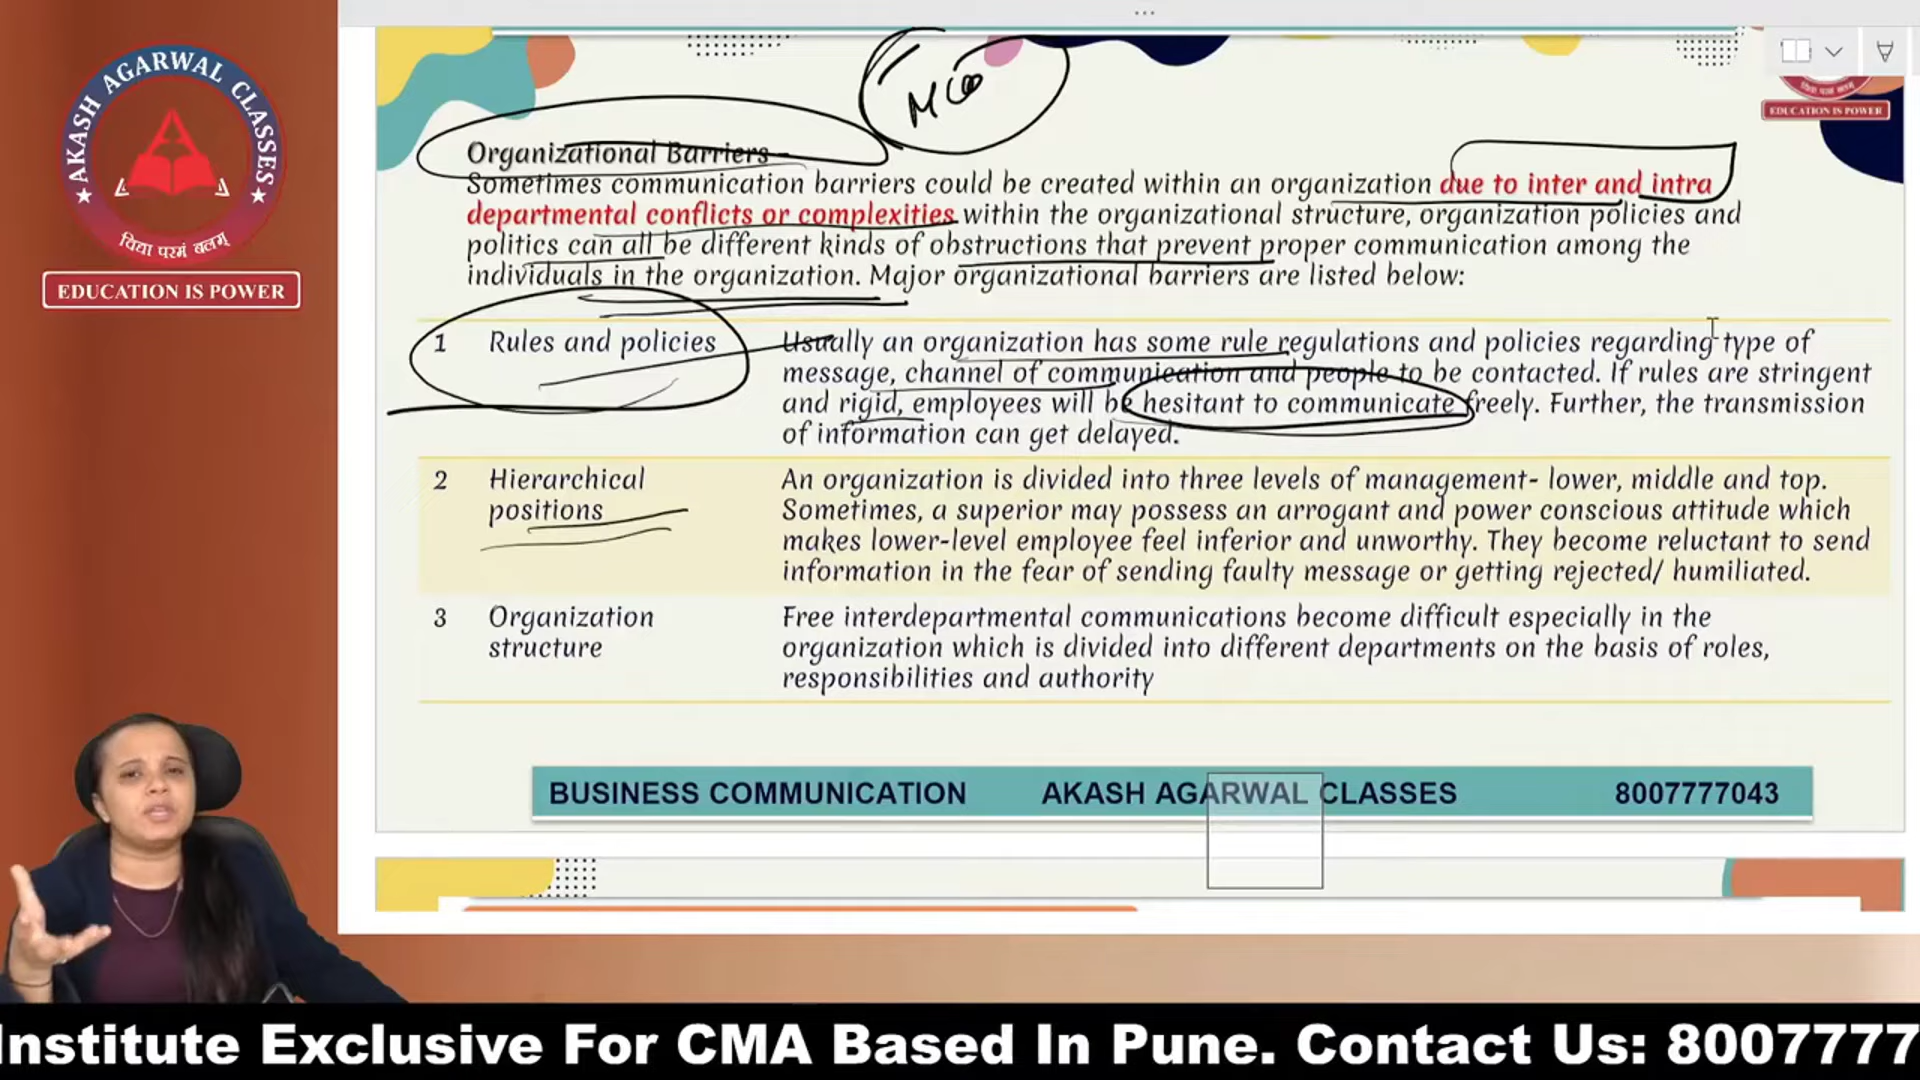 AKASH AGARWAL CLASSES
विद्या परमं बलम्
EDUCATION IS POWER
MCQ
EDUCATION IS POWER
Organizational Barriers -
Sometimes communication barriers could be created within an organization due to inter and intra
departmental conflicts or complexities within the organizational structure, organization policies and
politics can all be different kinds of obstructions that prevent proper communication among the
individuals in the organization. Major organizational barriers are listed below:
1 Rules and policies
Usually an organization has some rule regulations and policies regarding type of
message, channel of communication and people to be contacted. If rules are stringent
and rigid, employees will be hesitant to communicate freely. Further, the transmission
of information can get delayed.
2 Hierarchical
positions
An organization is divided into three levels of management- lower, middle and top.
Sometimes, a superior may possess an arrogant and power conscious attitude which
makes lower-level employee feel inferior and unworthy. They become reluctant to send
information in the fear of sending faulty message or getting rejected/ humiliated.
3 Organization
structure
Free interdepartmental communications become difficult especially in the
organization which is divided into different departments on the basis of roles,
responsibilities and authority
BUSINESS COMMUNICATION AKASH AGARWAL CLASSES 8007777043
Institute Exclusive For CMA Based In Pune. Contact Us: 8007777